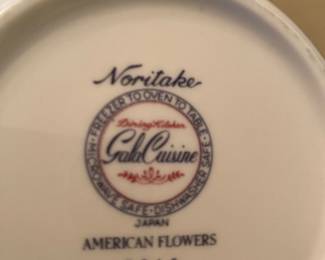 Noritake
FREEZER TO OVEN TO TABLE
Dining Kitchen
Gala Cuisine
MICROWAVE SAFE · DISHWASHER SAFE
JAPAN
AMERICAN FLOWERS